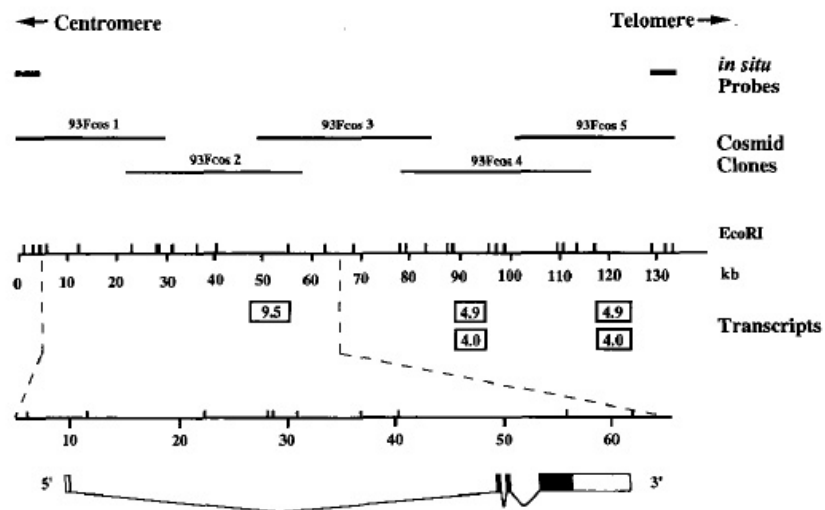 Centromere Telomere
in situ
Probes
93Fcos 1 93Fcos 3 93Fcos 5
Cosmid
Clones
93Fcos 2 93Fcos 4
EcoRI
0 10 20 30 40 50 60 70 80 90 100 110 120 130 kb
9.5 4.9 4.9
Transcripts
4.0 4.0
10 20 30 40 50 60
5' 3'